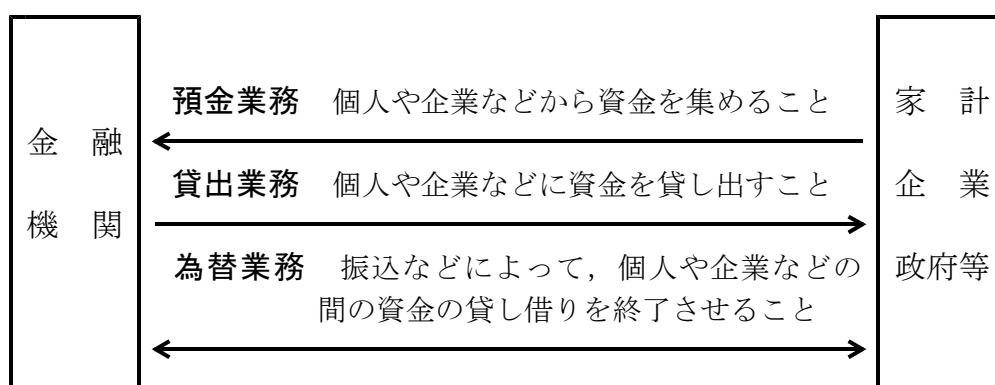 金　融
機　関
預金業務　個人や企業などから資金を集めること
貸出業務　個人や企業などに資金を貸し出すこと
為替業務　振込などによって，個人や企業などの
間の資金の貸し借りを終了させること
家　計
企　業
政府等